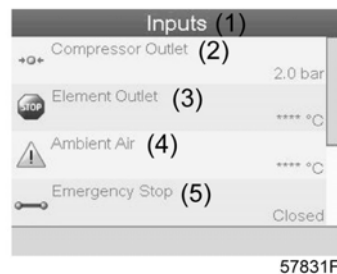 Inputs (1)
Compressor Outlet (2)
2.0 bar
STOP
Element Outlet (3)
**** °C
Ambient Air (4)
**** °C
Emergency Stop (5)
Closed
57831F